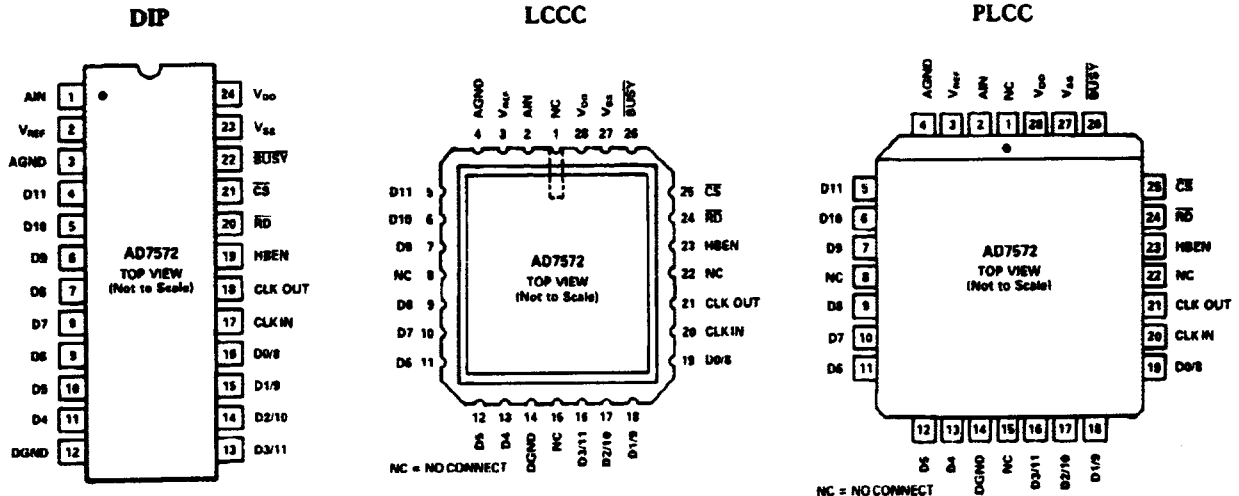 DIP
AIN 1
VREF 2
AGND 3
D11 4
D10 5
D9 6
D8 7
D7 8
D6 9
D5 10
D4 11
DGND 12
24 VDD
23 VSS
22 BUSY
21 CS
20 RD
19 HBEN
18 CLK OUT
17 CLK IN
16 D0/8
15 D1/9
14 D2/10
13 D3/11
AD7572
TOP VIEW
(Not to Scale)
LCCC
AGND VREF AIN NC VDD VSS BUSY
4 3 2 1 28 27 26
D11 5
D10 6
D9 7
NC 8
D8 9
D7 10
D6 11
25 CS
24 RD
23 HBEN
22 NC
21 CLK OUT
20 CLK IN
19 D0/8
AD7572
TOP VIEW
(Not to Scale)
12 13 14 15 16 17 18
D5 D4 DGND NC D3/11 D2/10 D1/9
NC = NO CONNECT
PLCC
AGND VREF AIN NC VDD VSS BUSY
4 3 2 1 28 27 26
D11 5
D10 6
D9 7
NC 8
D8 9
D7 10
D6 11
25 CS
24 RD
23 HBEN
22 NC
21 CLK OUT
20 CLK IN
19 D0/8
AD7572
TOP VIEW
(Not to Scale)
12 13 14 15 16 17 18
D5 D4 DGND NC D3/11 D2/10 D1/9
NC = NO CONNECT